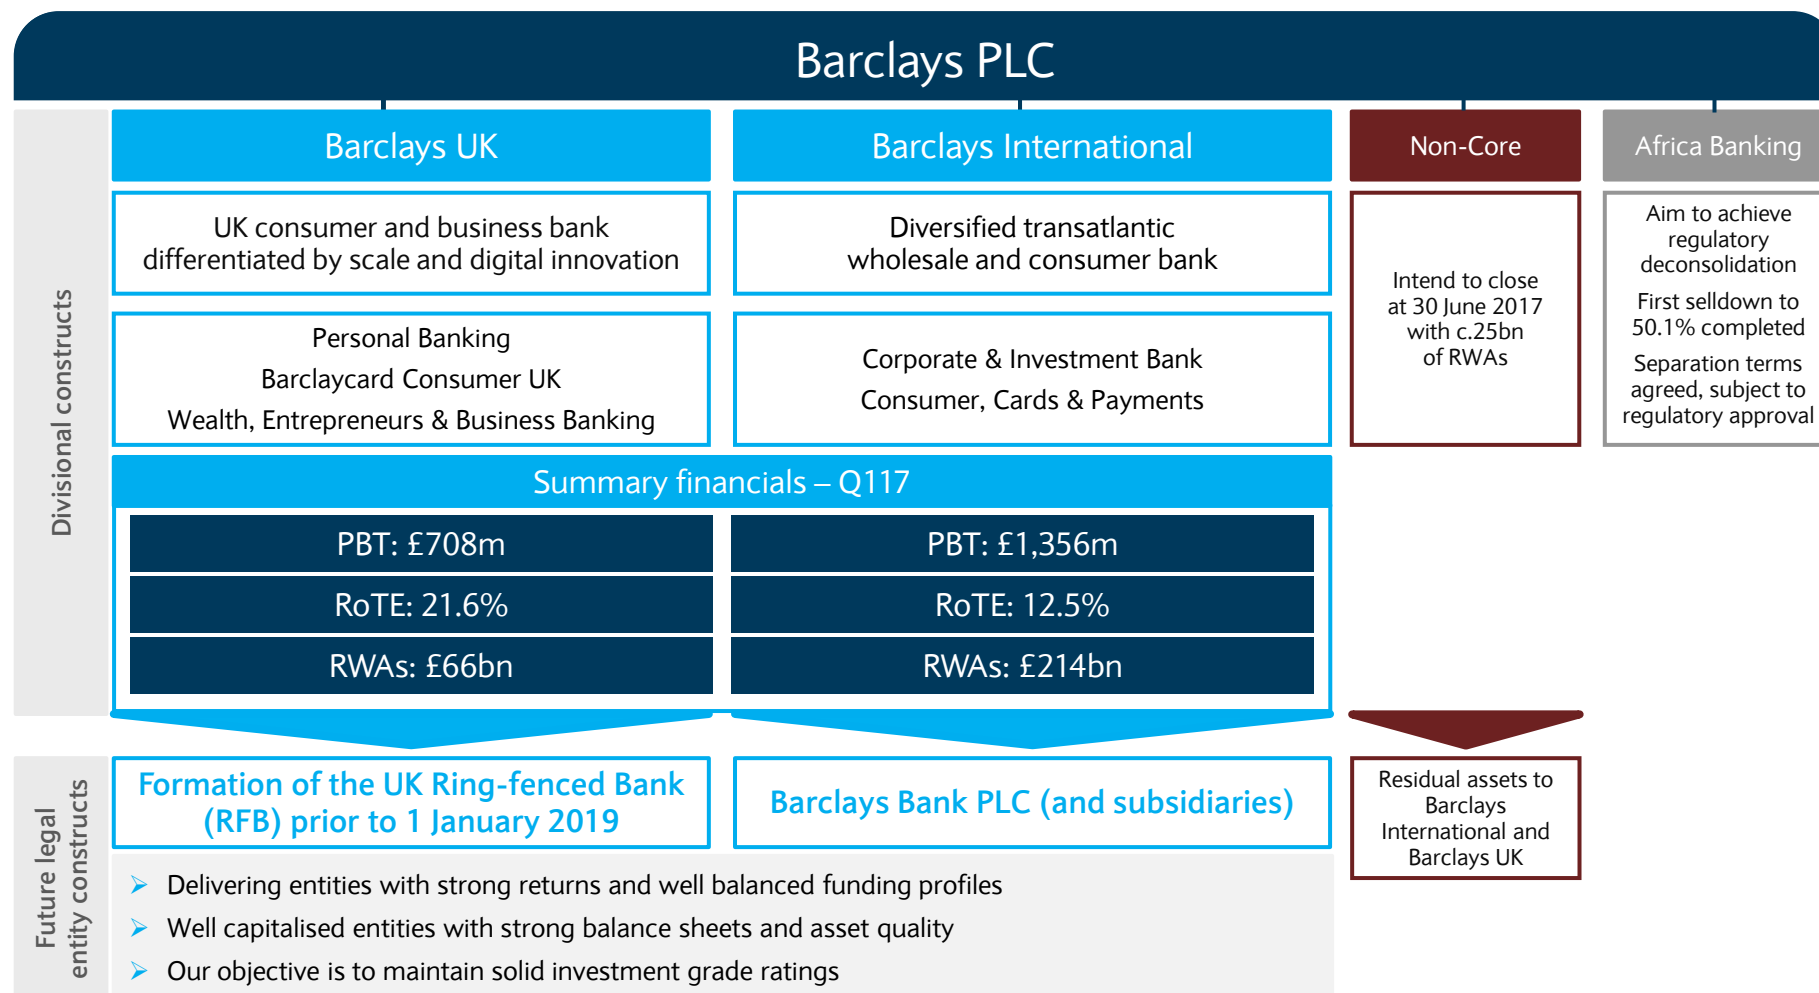 Barclays PLC
Divisional constructs
Barclays UK
UK consumer and business bank
differentiated by scale and digital innovation
Personal Banking
Barclaycard Consumer UK
Wealth, Entrepreneurs & Business Banking
Barclays International
Diversified transatlantic
wholesale and consumer bank
Corporate & Investment Bank
Consumer, Cards & Payments
Non-Core
Intend to close
at 30 June 2017
with c.25bn
of RWAs
Africa Banking
Aim to achieve
regulatory
deconsolidation
First selldown to
50.1% completed
Separation terms
agreed, subject to
regulatory approval
Summary financials – Q117
PBT: £708m
RoTE: 21.6%
RWAs: £66bn
PBT: £1,356m
RoTE: 12.5%
RWAs: £214bn
Future legal
entity constructs
Formation of the UK Ring-fenced Bank
(RFB) prior to 1 January 2019
Barclays Bank PLC (and subsidiaries)
Residual assets to
Barclays
International and
Barclays UK
➢ Delivering entities with strong returns and well balanced funding profiles
➢ Well capitalised entities with strong balance sheets and asset quality
➢ Our objective is to maintain solid investment grade ratings